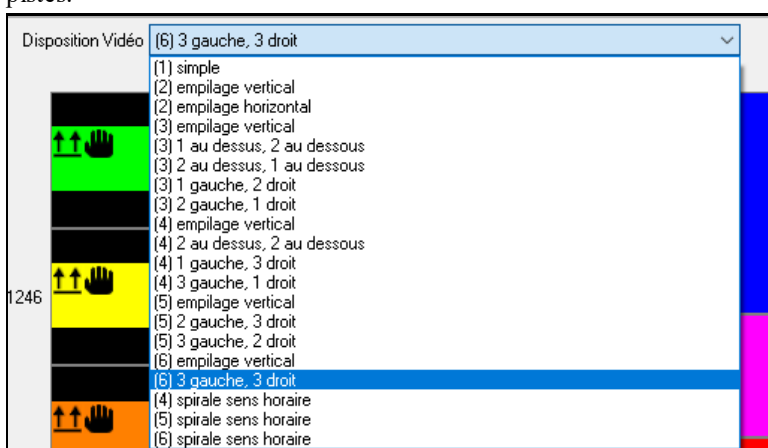 pistes.
Disposition Vidéo (6) 3 gauche, 3 droit
(1) simple
(2) empilage vertical
(2) empilage horizontal
(3) empilage vertical
(3) 1 au dessus, 2 au dessous
(3) 2 au dessus, 1 au dessous
(3) 1 gauche, 2 droit
(3) 2 gauche, 1 droit
(4) empilage vertical
(4) 2 au dessus, 2 au dessous
(4) 1 gauche, 3 droit
(4) 3 gauche, 1 droit
1246
(5) empilage vertical
(5) 2 gauche, 3 droit
(5) 3 gauche, 2 droit
(6) empilage vertical
(6) 3 gauche, 3 droit
(4) spirale sens horaire
(5) spirale sens horaire
(6) spirale sens horaire